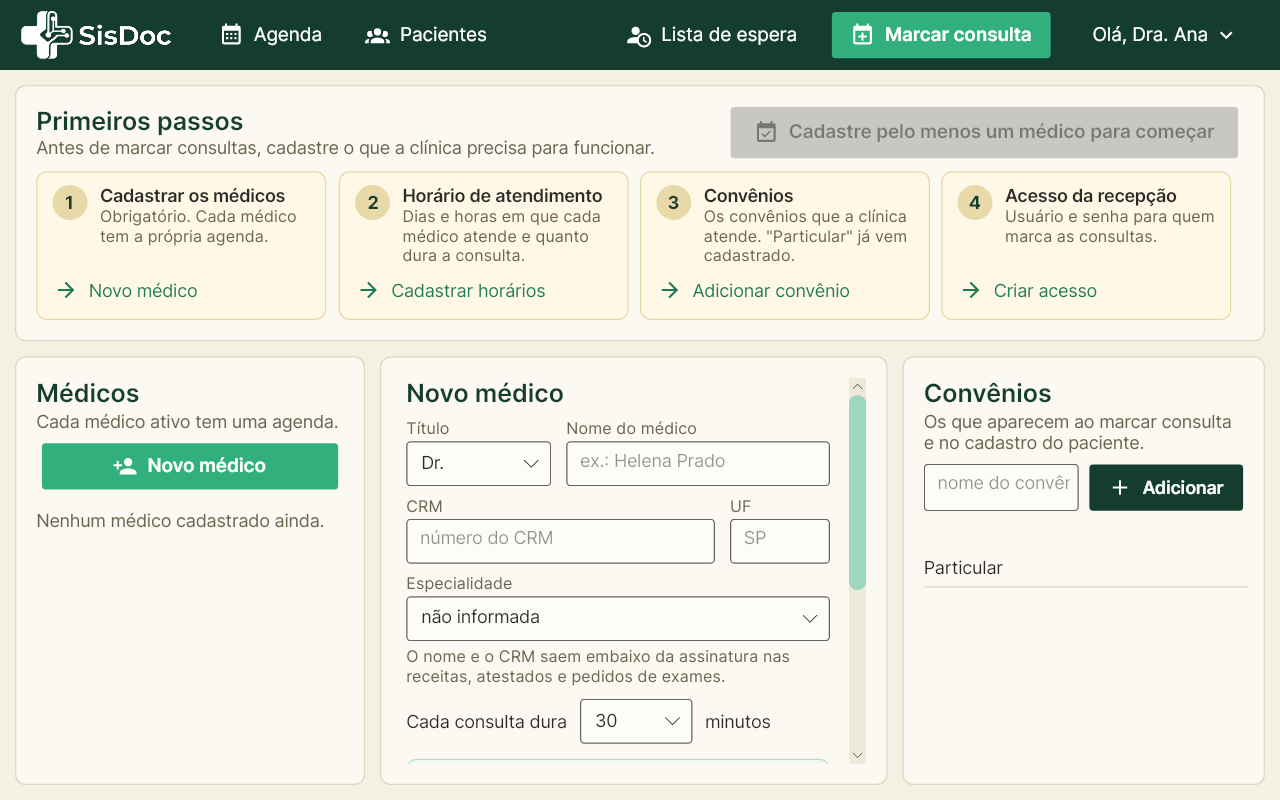 SisDoc
Agenda
Pacientes
Lista de espera
Marcar consulta
Olá, Dra. Ana
Primeiros passos
Antes de marcar consultas, cadastre o que a clínica precisa para funcionar.
Cadastre pelo menos um médico para começar
1
Cadastrar os médicos
Obrigatório. Cada médico
tem a própria agenda.
Novo médico
2
Horário de atendimento
Dias e horas em que cada
médico atende e quanto
dura a consulta.
Cadastrar horários
3
Convênios
Os convênios que a clínica
atende. "Particular" já vem
cadastrado.
Adicionar convênio
4
Acesso da recepção
Usuário e senha para quem
marca as consultas.
Criar acesso
Médicos
Cada médico ativo tem uma agenda.
Novo médico
Nenhum médico cadastrado ainda.
Novo médico
Título
Nome do médico
Dr.
ex.: Helena Prado
CRM
UF
número do CRM
SP
Especialidade
não informada
O nome e o CRM saem embaixo da assinatura nas
receitas, atestados e pedidos de exames.
Cada consulta dura 30 minutos
Convênios
Os que aparecem ao marcar consulta
e no cadastro do paciente.
nome do convêr
Adicionar
Particular